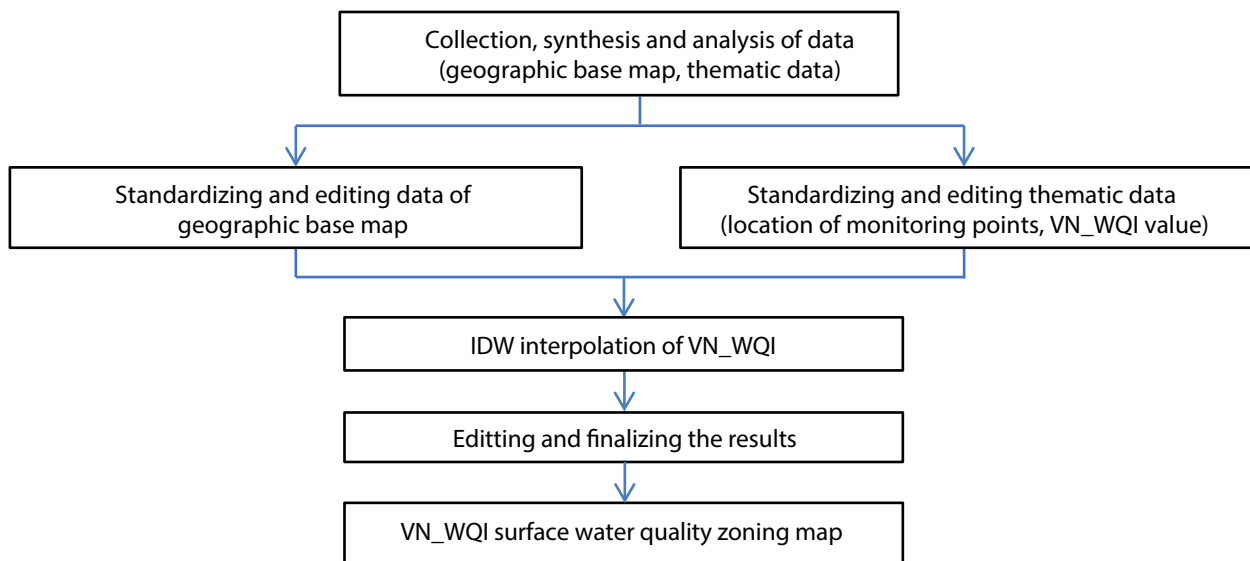 Collection, synthesis and analysis of data
(geographic base map, thematic data)
Standardizing and editing data of
geographic base map
Standardizing and editing thematic data
(location of monitoring points, VN_WQI value)
IDW interpolation of VN_WQI
Editting and finalizing the results
VN_WQI surface water quality zoning map